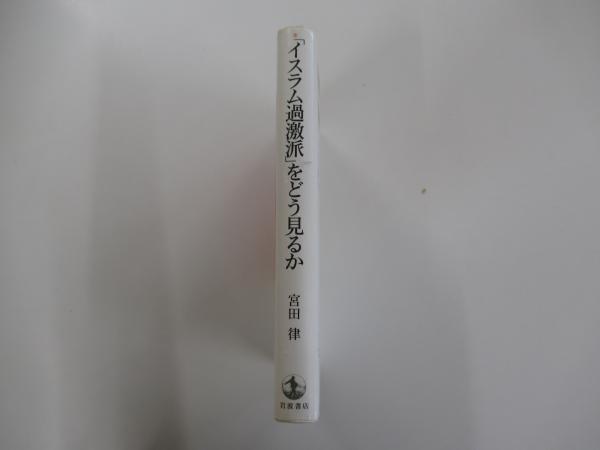 「イスラム過激派」をどう見るか
宮田 律
岩波書店